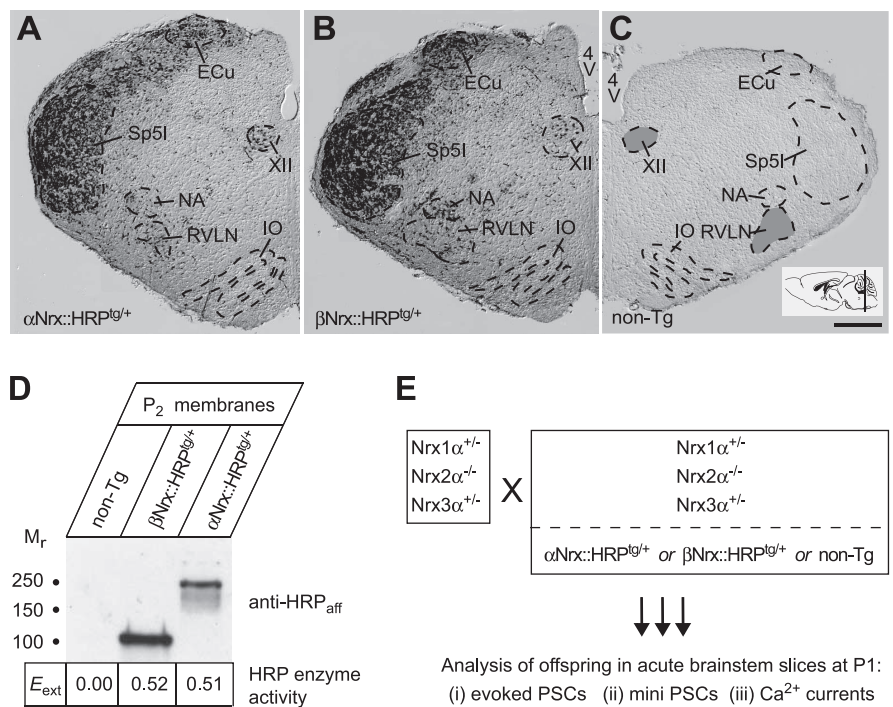 A
ECu
Sp5I
XII
NA
RVLN
IO
αNrx::HRPtg/+
B
4
V
ECu
Sp5I
XII
NA
RVLN
IO
βNrx::HRPtg/+
C
4
V
ECu
XII
Sp5I
NA
RVLN
IO
non-Tg
D
P2 membranes
non-Tg
βNrx::HRPtg/+
αNrx::HRPtg/+
Mr
250
150
100
anti-HRPaff
Eext 0.00 0.52 0.51
HRP enzyme
activity
E
Nrx1α+/-
Nrx2α-/-
Nrx3α+/-
X
Nrx1α+/-
Nrx2α-/-
Nrx3α+/-
αNrx::HRPtg/+ or βNrx::HRPtg/+ or non-Tg
Analysis of offspring in acute brainstem slices at P1:
(i) evoked PSCs (ii) mini PSCs (iii) Ca2+ currents